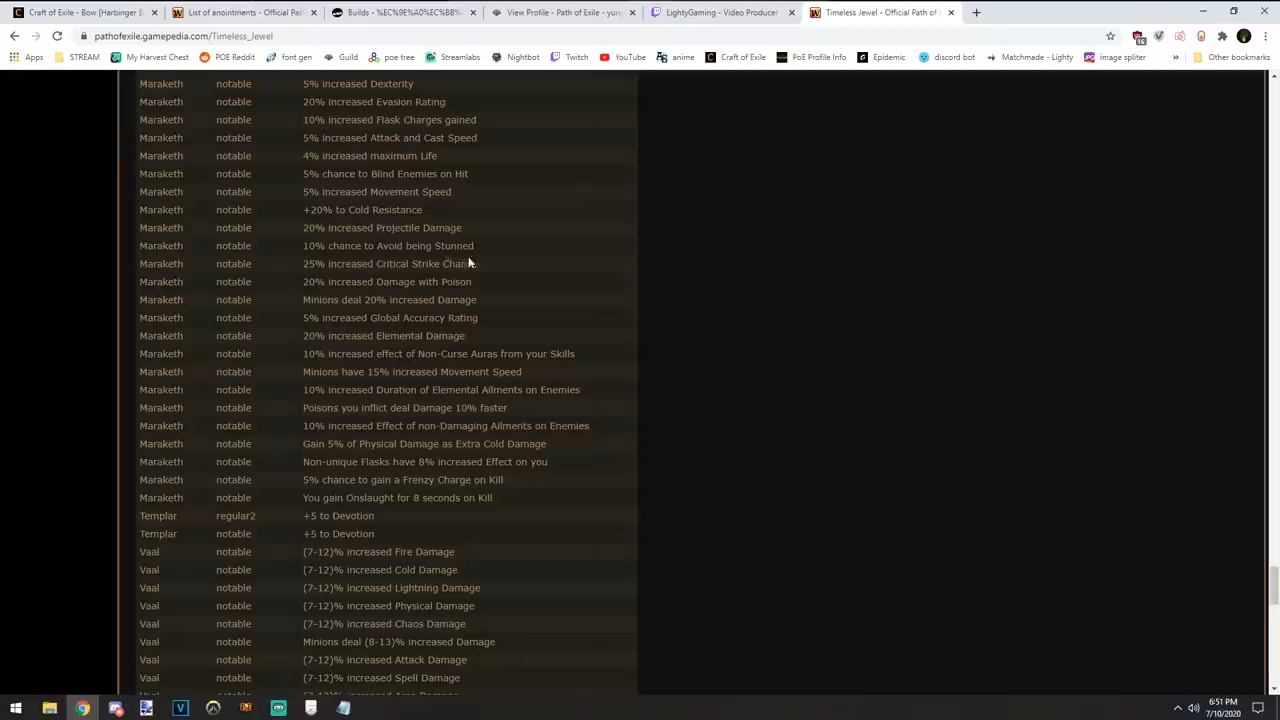 Craft of Exile - Bow [Harbinger B
List of anointments - Official Pat
Builds - %EC%9E%A0%EC%BB%
View Profile - Path of Exile - yung
LightyGaming - Video Producer
Timeless Jewel - Official Path of E
pathofexile.gamepedia.com/Timeless_Jewel
Apps
STREAM
My Harvest Chest
POE Reddit
font gen
Guild
poe tree
Streamlabs
Nightbot
Twitch
YouTube
anime
Craft of Exile
PoE Profile Info
Epidemic
discord bot
Matchmade - Lighty
image spliter
»
Other bookmarks
Maraketh notable 5% increased Dexterity
Maraketh notable 20% increased Evasion Rating
Maraketh notable 10% increased Flask Charges gained
Maraketh notable 5% increased Attack and Cast Speed
Maraketh notable 4% increased maximum Life
Maraketh notable 5% chance to Blind Enemies on Hit
Maraketh notable 5% increased Movement Speed
Maraketh notable +20% to Cold Resistance
Maraketh notable 20% increased Projectile Damage
Maraketh notable 10% chance to Avoid being Stunned
Maraketh notable 25% increased Critical Strike Chance
Maraketh notable 20% increased Damage with Poison
Maraketh notable Minions deal 20% increased Damage
Maraketh notable 5% increased Global Accuracy Rating
Maraketh notable 20% increased Elemental Damage
Maraketh notable 10% increased effect of Non-Curse Auras from your Skills
Maraketh notable Minions have 15% increased Movement Speed
Maraketh notable 10% increased Duration of Elemental Ailments on Enemies
Maraketh notable Poisons you inflict deal Damage 10% faster
Maraketh notable 10% increased Effect of non-Damaging Ailments on Enemies
Maraketh notable Gain 5% of Physical Damage as Extra Cold Damage
Maraketh notable Non-unique Flasks have 8% increased Effect on you
Maraketh notable 5% chance to gain a Frenzy Charge on Kill
Maraketh notable You gain Onslaught for 8 seconds on Kill
Templar regular2 +5 to Devotion
Templar notable +5 to Devotion
Vaal notable (7-12)% increased Fire Damage
Vaal notable (7-12)% increased Cold Damage
Vaal notable (7-12)% increased Lightning Damage
Vaal notable (7-12)% increased Physical Damage
Vaal notable (7-12)% increased Chaos Damage
Vaal notable Minions deal (8-13)% increased Damage
Vaal notable (7-12)% increased Attack Damage
Vaal notable (7-12)% increased Spell Damage
Vaal notable (7-12)% increased Area Damage
6:51 PM
7/10/2020